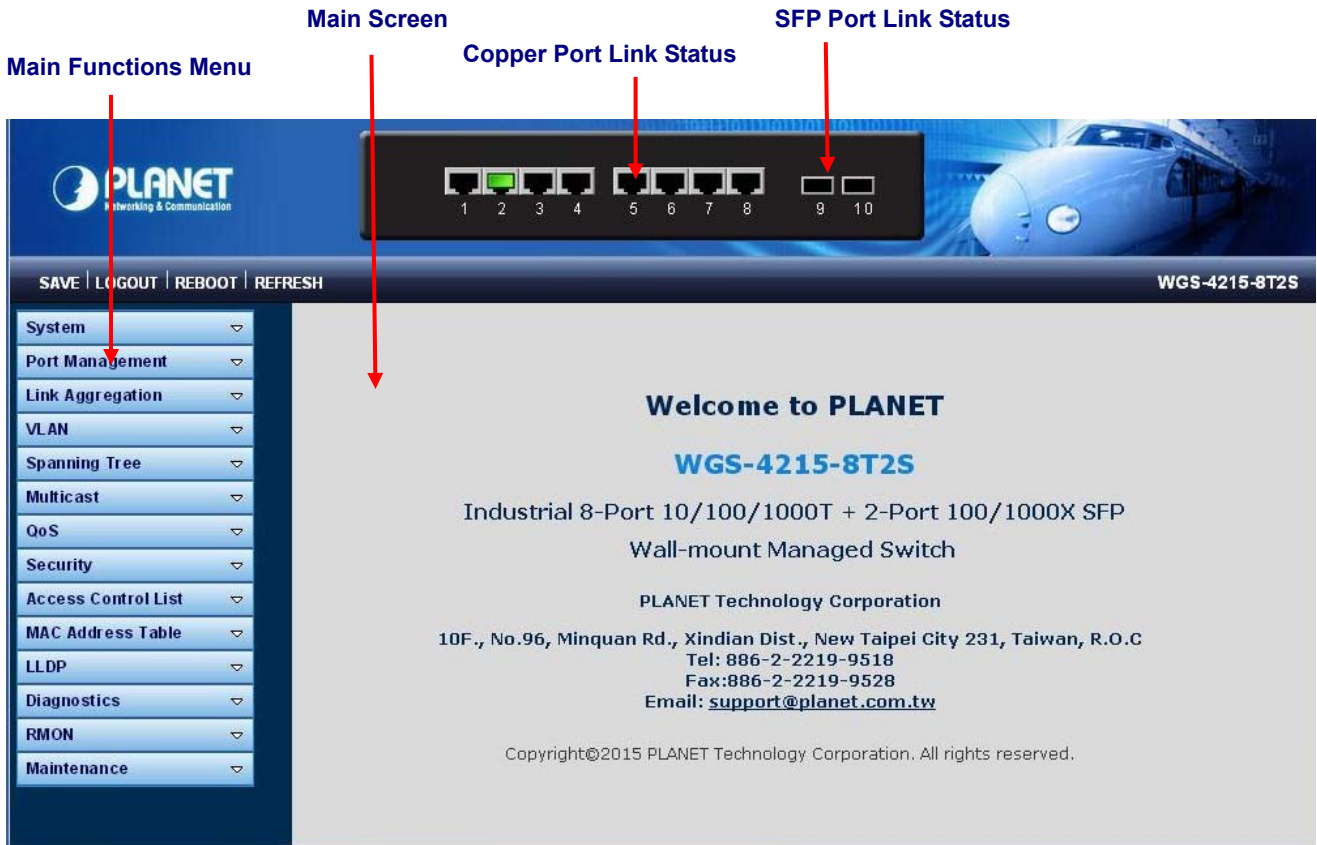 Main Screen
SFP Port Link Status
Copper Port Link Status
Main Functions Menu
PLANET
Networking & Communication
1 2 3 4 5 6 7 8 9 10
SAVE | LOGOUT | REBOOT | REFRESH
WGS-4215-8T2S
System
Port Management
Link Aggregation
VLAN
Spanning Tree
Multicast
QoS
Security
Access Control List
MAC Address Table
LLDP
Diagnostics
RMON
Maintenance
Welcome to PLANET
WGS-4215-8T2S
Industrial 8-Port 10/100/1000T + 2-Port 100/1000X SFP
Wall-mount Managed Switch
PLANET Technology Corporation
10F., No.96, Minquan Rd., Xindian Dist., New Taipei City 231, Taiwan, R.O.C
Tel: 886-2-2219-9518
Fax:886-2-2219-9528
Email: support@planet.com.tw
Copyright©2015 PLANET Technology Corporation. All rights reserved.